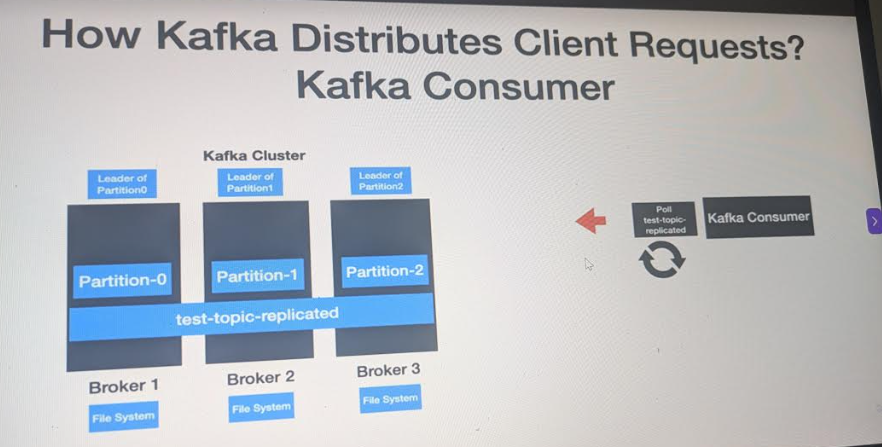 How Kafka Distributes Client Requests?
Kafka Consumer
Kafka Cluster
Leader of
Partition0
Leader of
Partition1
Leader of
Partition2
Poll
test-topic-
replicated
Kafka Consumer
Partition-0
Partition-1
Partition-2
test-topic-replicated
Broker 1
Broker 2
Broker 3
File System
File System
File System